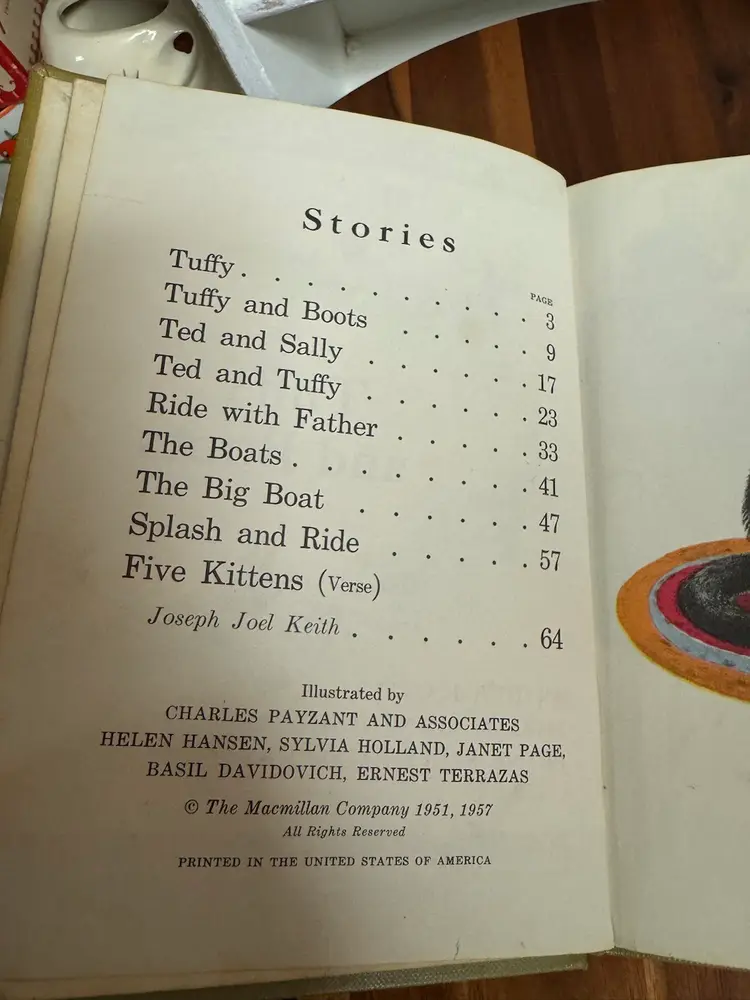 Stories
PAGE
Tuffy . . . . . . . . . 3
Tuffy and Boots . . . . . 9
Ted and Sally . . . . . . 17
Ted and Tuffy . . . . . . 23
Ride with Father . . . . . 33
The Boats . . . . . . . . 41
The Big Boat . . . . . . 47
Splash and Ride . . . . . 57
Five Kittens (Verse)
Joseph Joel Keith . . . . . . 64
Illustrated by
CHARLES PAYZANT AND ASSOCIATES
HELEN HANSEN, SYLVIA HOLLAND, JANET PAGE,
BASIL DAVIDOVICH, ERNEST TERRAZAS
© The Macmillan Company 1951, 1957
All Rights Reserved
PRINTED IN THE UNITED STATES OF AMERICA